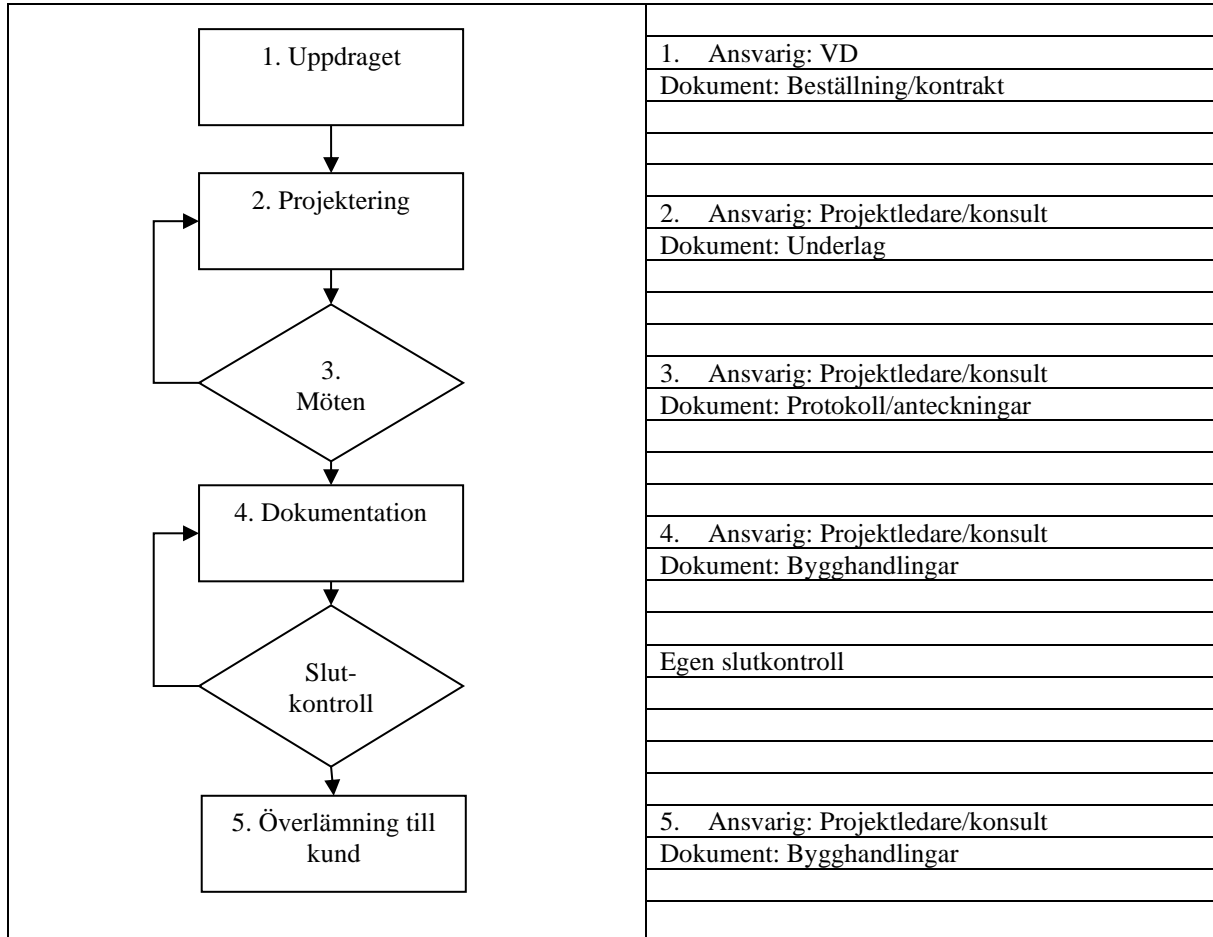 1. Uppdraget
2. Projektering
3.
Möten
4. Dokumentation
Slut-
kontroll
5. Överlämning till
kund
1. Ansvarig: VD
Dokument: Beställning/kontrakt
2. Ansvarig: Projektledare/konsult
Dokument: Underlag
3. Ansvarig: Projektledare/konsult
Dokument: Protokoll/anteckningar
4. Ansvarig: Projektledare/konsult
Dokument: Bygghandlingar
Egen slutkontroll
5. Ansvarig: Projektledare/konsult
Dokument: Bygghandlingar